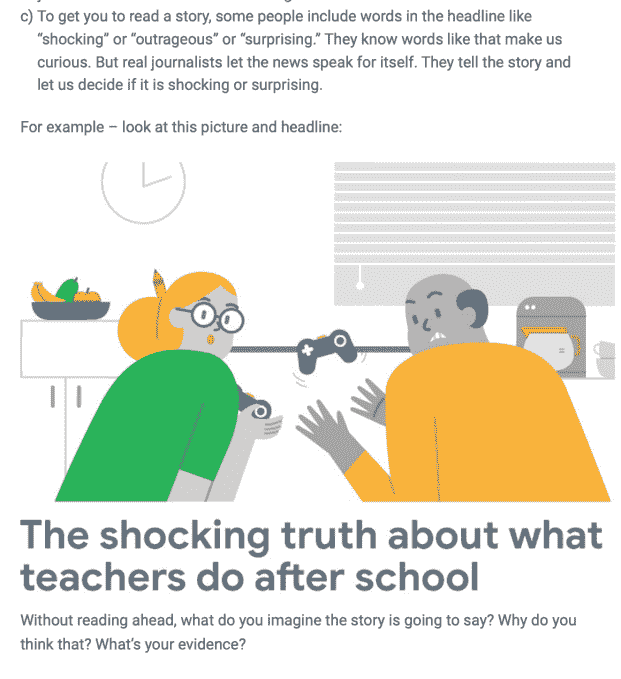 c) To get you to read a story, some people include words in the headline like
“shocking” or “outrageous” or “surprising.” They know words like that make us
curious. But real journalists let the news speak for itself. They tell the story and
let us decide if it is shocking or surprising.
For example – look at this picture and headline:
The shocking truth about what
teachers do after school
Without reading ahead, what do you imagine the story is going to say? Why do you
think that? What’s your evidence?